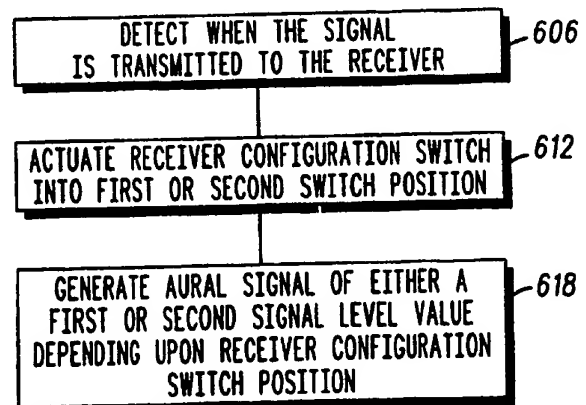 DETECT WHEN THE SIGNAL
IS TRANSMITTED TO THE RECEIVER
606
ACTUATE RECEIVER CONFIGURATION SWITCH
INTO FIRST OR SECOND SWITCH POSITION
612
GENERATE AURAL SIGNAL OF EITHER A
FIRST OR SECOND SIGNAL LEVEL VALUE
DEPENDING UPON RECEIVER CONFIGURATION
SWITCH POSITION
618